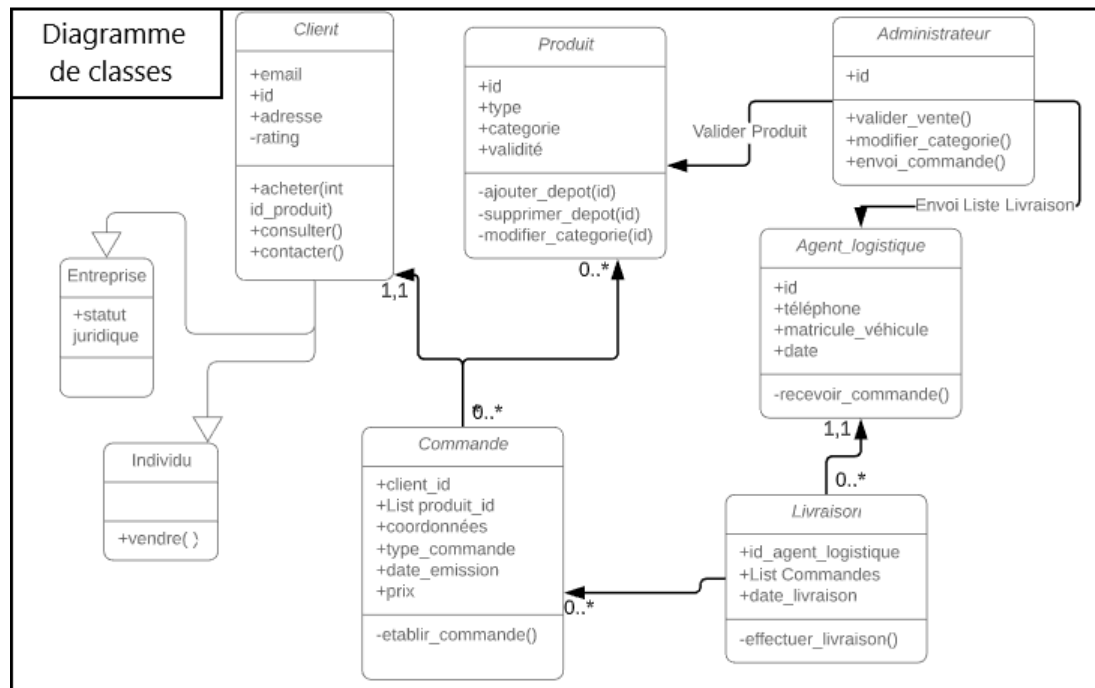 Diagramme
de classes
Client
+email
+id
+adresse
-rating
+acheter(int
id_produit)
+consulter()
+contacter()
Produit
+id
+type
+categorie
+validité
-ajouter_depot(id)
-supprimer_depot(id)
-modifier_categorie(id)
Administrateur
+id
+valider_vente()
+modifier_categorie()
+envoi_commande()
Valider Produit
Envoi Liste Livraison
Entreprise
+statut
juridique
Individu
+vendre( )
1,1
0..*
0..*
Commande
+client_id
+List produit_id
+coordonnées
+type_commande
+date_emission
+prix
-etablir_commande()
Agent_logistique
+id
+téléphone
+matricule_véhicule
+date
-recevoir_commande()
1,1
0..*
Livraison
+id_agent_logistique
+List Commandes
+date_livraison
-effectuer_livraison()
0..*